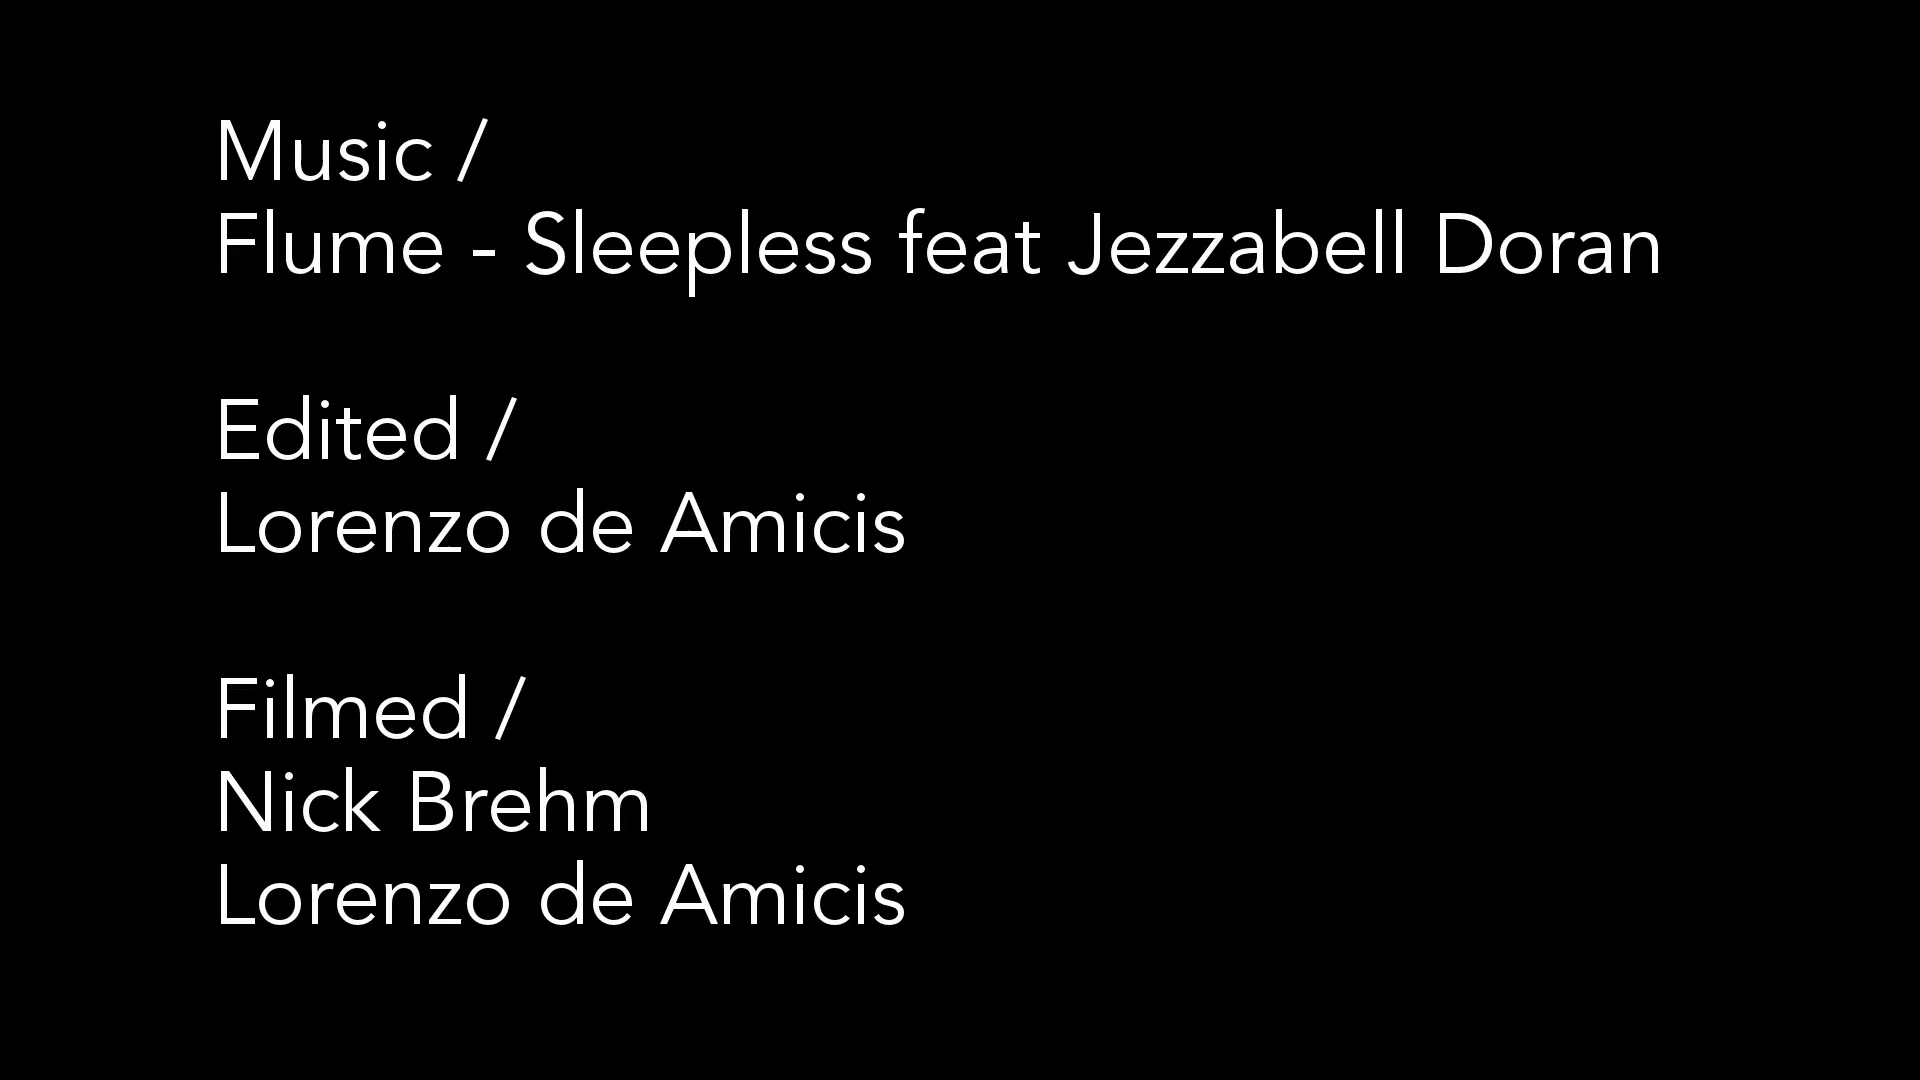 Music /
Flume - Sleepless feat Jezzabell Doran
Edited /
Lorenzo de Amicis
Filmed /
Nick Brehm
Lorenzo de Amicis